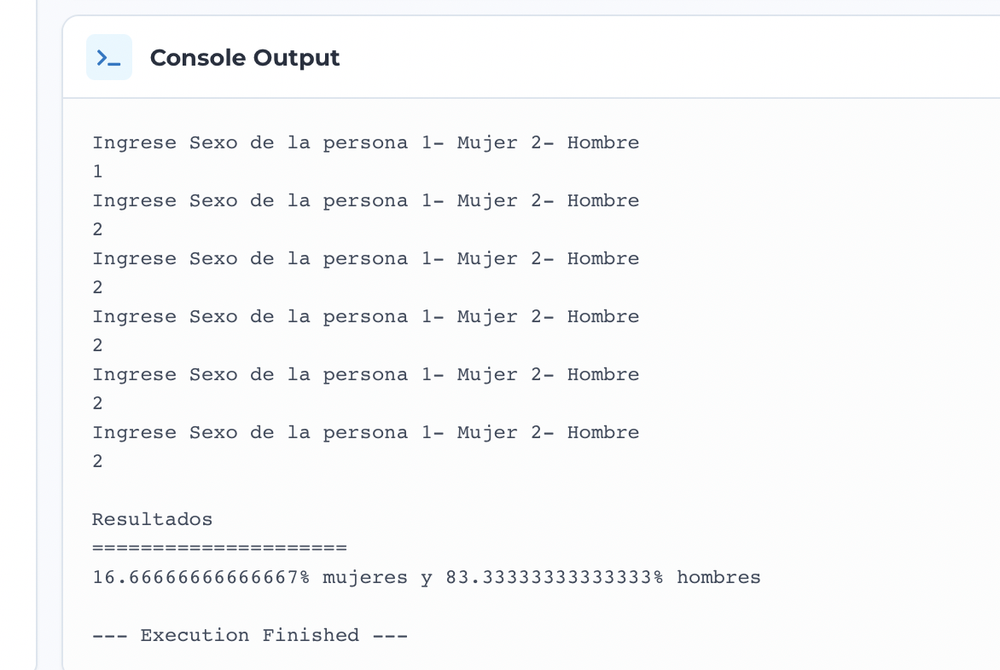 Console Output
Ingrese Sexo de la persona 1- Mujer 2- Hombre
1
Ingrese Sexo de la persona 1- Mujer 2- Hombre
2
Ingrese Sexo de la persona 1- Mujer 2- Hombre
2
Ingrese Sexo de la persona 1- Mujer 2- Hombre
2
Ingrese Sexo de la persona 1- Mujer 2- Hombre
2
Ingrese Sexo de la persona 1- Mujer 2- Hombre
2
Resultados
=====================
16.66666666666667% mujeres y 83.33333333333333% hombres
--- Execution Finished ---